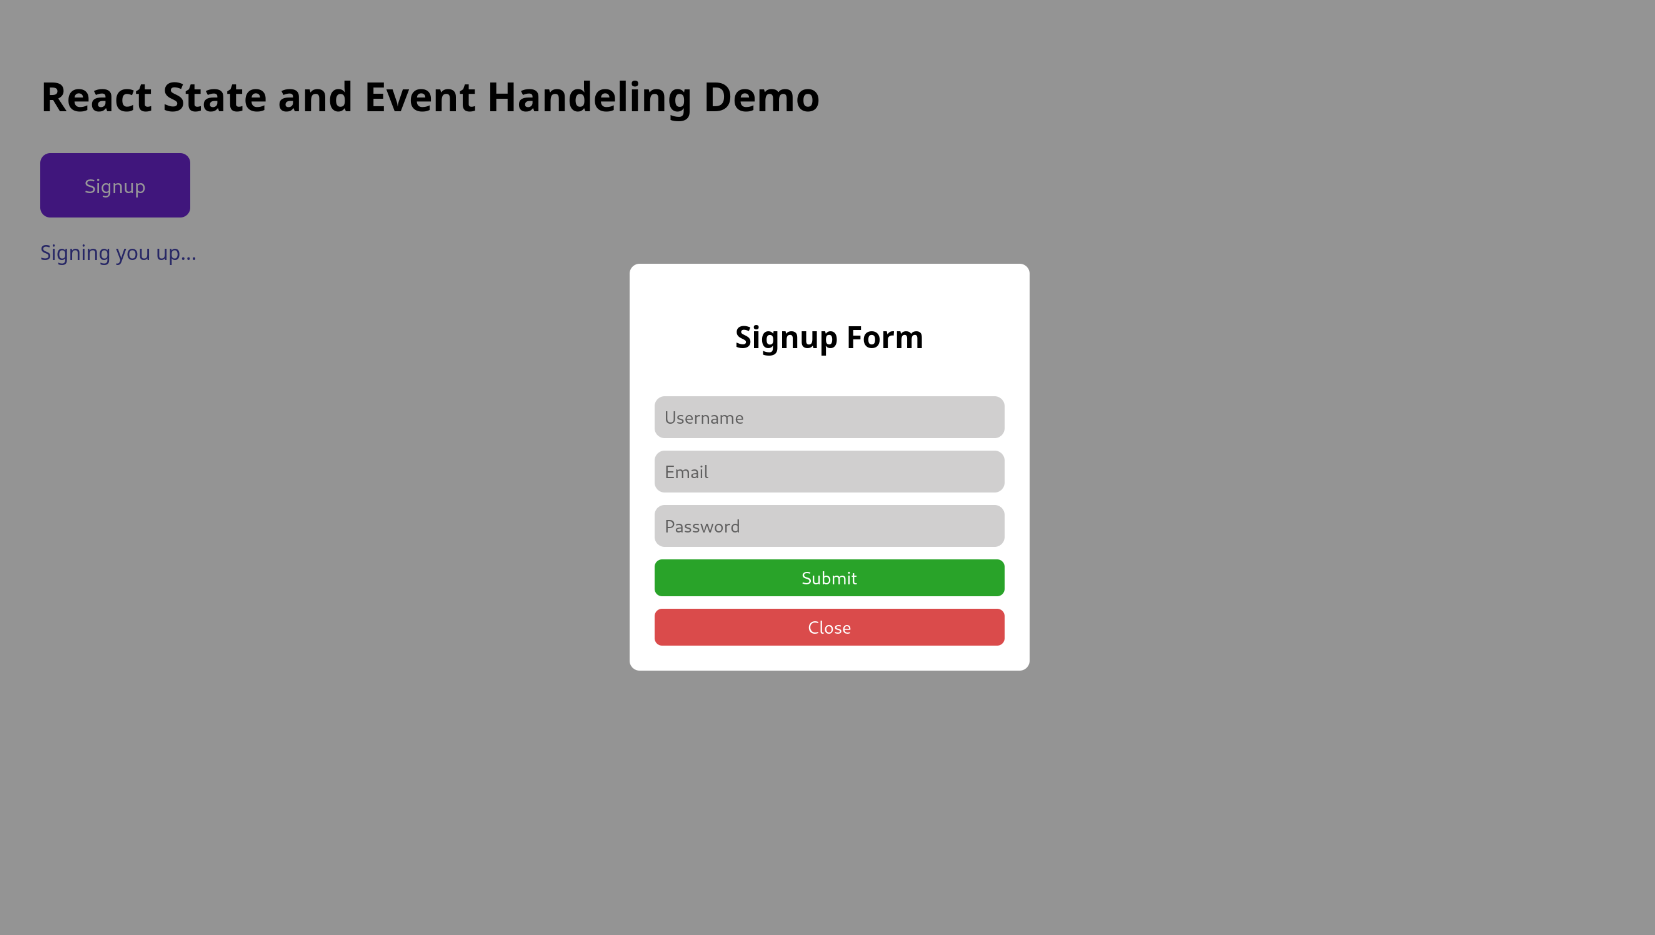 React State and Event Handeling Demo
Signup
Signing you up...
Signup Form
Username
Email
Password
Submit
Close